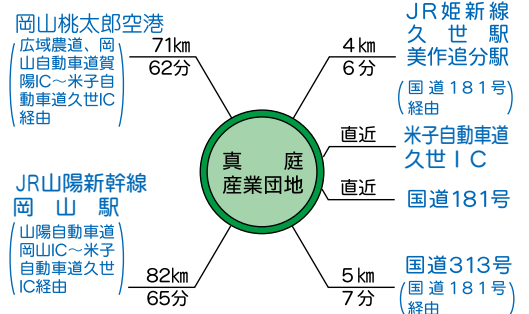 岡山桃太郎空港
広域農道、岡
山自動車道賀
陽IC〜米子自
動車道久世IC
経由
71㎞
62分
JR姫新線
久世駅
美作追分駅
国道181号
経由
4㎞
6分
真庭
産業団地
直近
米子自動車道
久世IC
直近
国道181号
JR山陽新幹線
岡山駅
山陽自動車道
岡山IC〜米子
自動車道久世
IC経由
82㎞
65分
5㎞
7分
国道313号
国道181号
経由